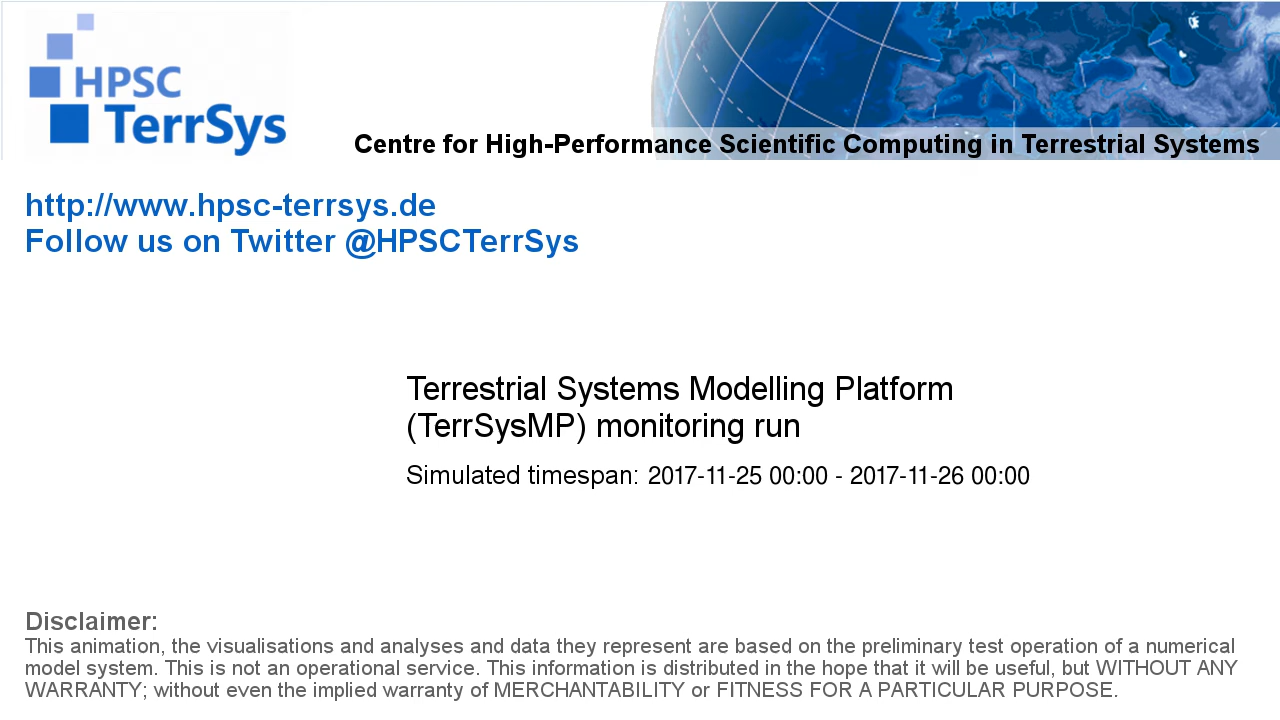 HPSC
TerrSys
Centre for High-Performance Scientific Computing in Terrestrial Systems
http://www.hpsc-terrsys.de
Follow us on Twitter @HPSCTerrSys
Terrestrial Systems Modelling Platform
(TerrSysMP) monitoring run
Simulated timespan: 2017-11-25 00:00 - 2017-11-26 00:00
Disclaimer:
This animation, the visualisations and analyses and data they represent are based on the preliminary test operation of a numerical
model system. This is not an operational service. This information is distributed in the hope that it will be useful, but WITHOUT ANY
WARRANTY; without even the implied warranty of MERCHANTABILITY or FITNESS FOR A PARTICULAR PURPOSE.